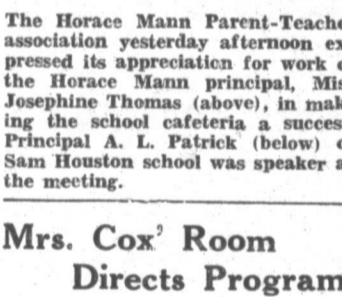 The Horace Mann Parent-Teache
association yesterday afternoon ex
pressed its appreciation for work o
the Horace Mann principal, Mis
Josephine Thomas (above), in mak
ing the school cafeteria a succes
Principal A. L. Patrick (below) o
Sam Houston school was speaker a
the meeting.
Mrs. Cox' Room
Directs Program